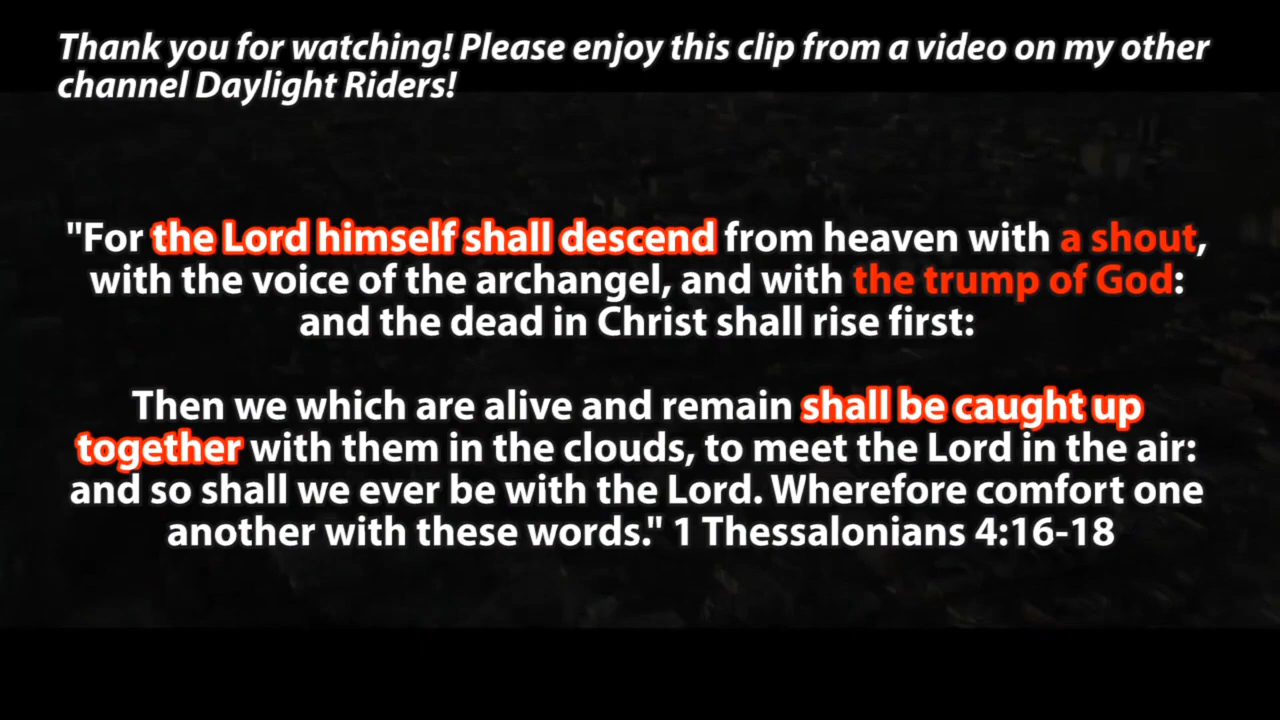 Thank you for watching! Please enjoy this clip from a video on my other
channel Daylight Riders!
"For the Lord himself shall descend from heaven with a shout,
with the voice of the archangel, and with the trump of God:
and the dead in Christ shall rise first:
Then we which are alive and remain shall be caught up
together with them in the clouds, to meet the Lord in the air:
and so shall we ever be with the Lord. Wherefore comfort one
another with these words." 1 Thessalonians 4:16-18